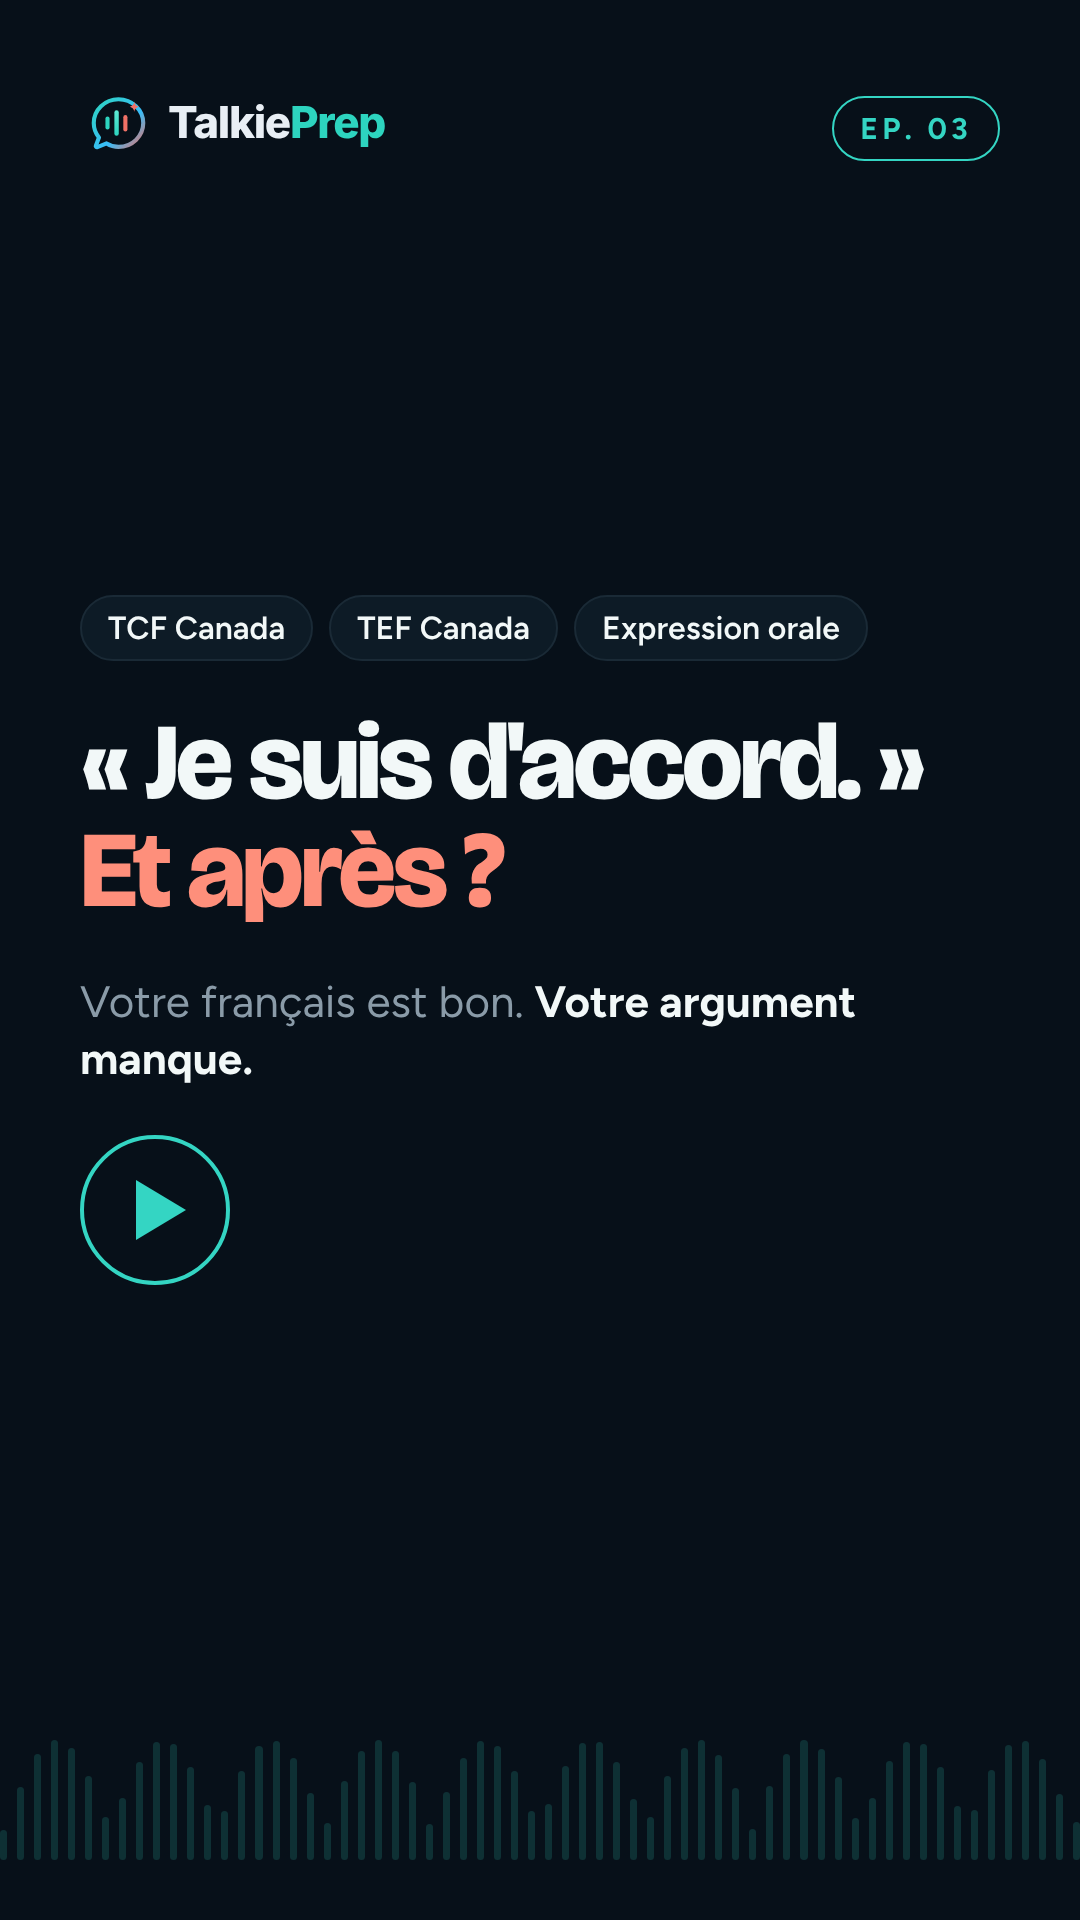 TalkiePrep
EP. 03
TCF Canada
TEF Canada
Expression orale
« Je suis d'accord. »
Et après ?
Votre français est bon. Votre argument
manque.